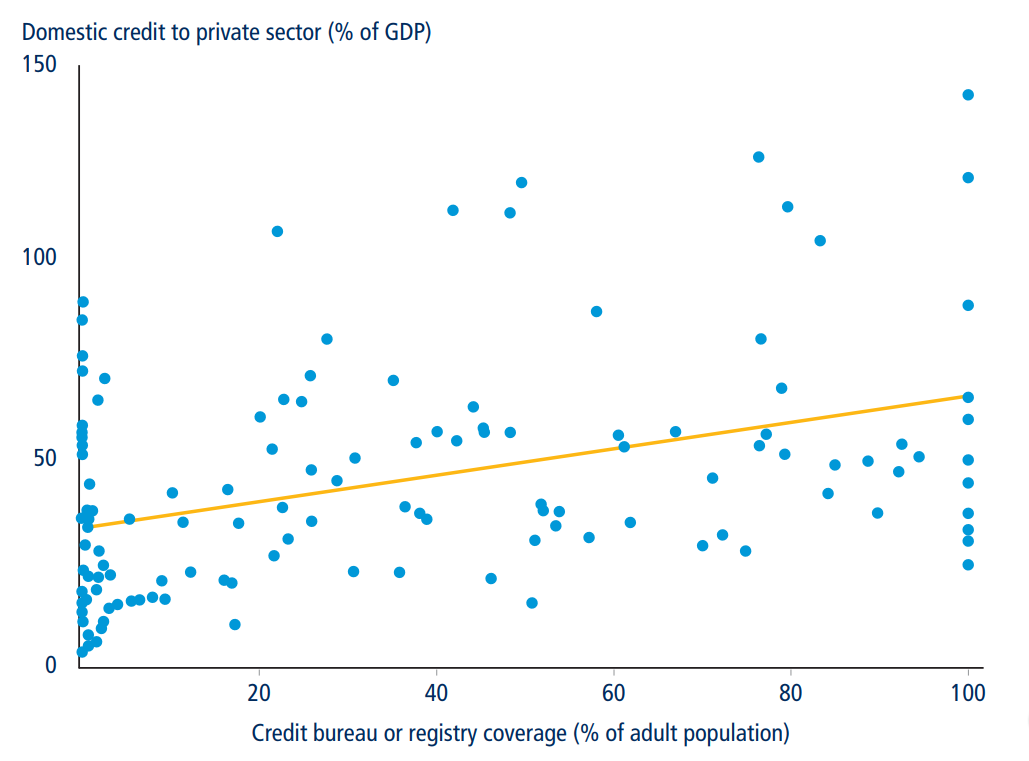 Domestic credit to private sector (% of GDP)
150
100
50
0
20 40 60 80 100
Credit bureau or registry coverage (% of adult population)